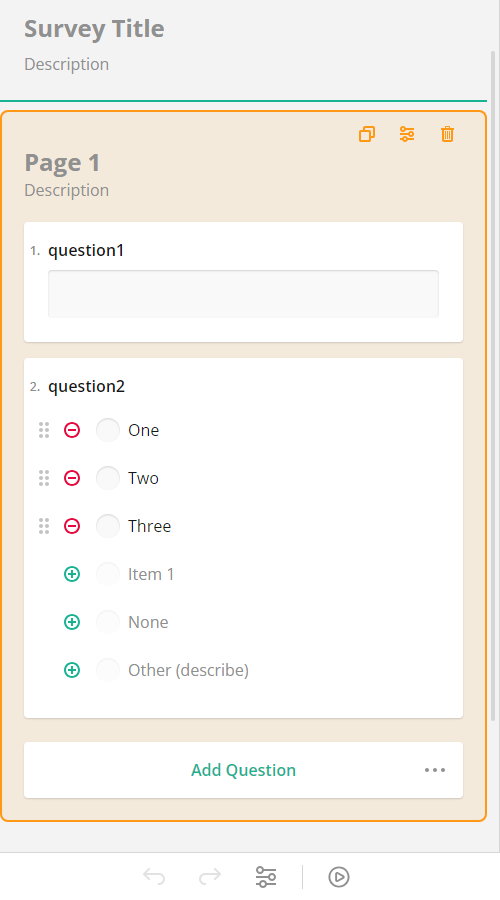 Survey Title
Description
Page 1
Description
1. question1
2. question2
One
Two
Three
Item 1
None
Other (describe)
Add Question